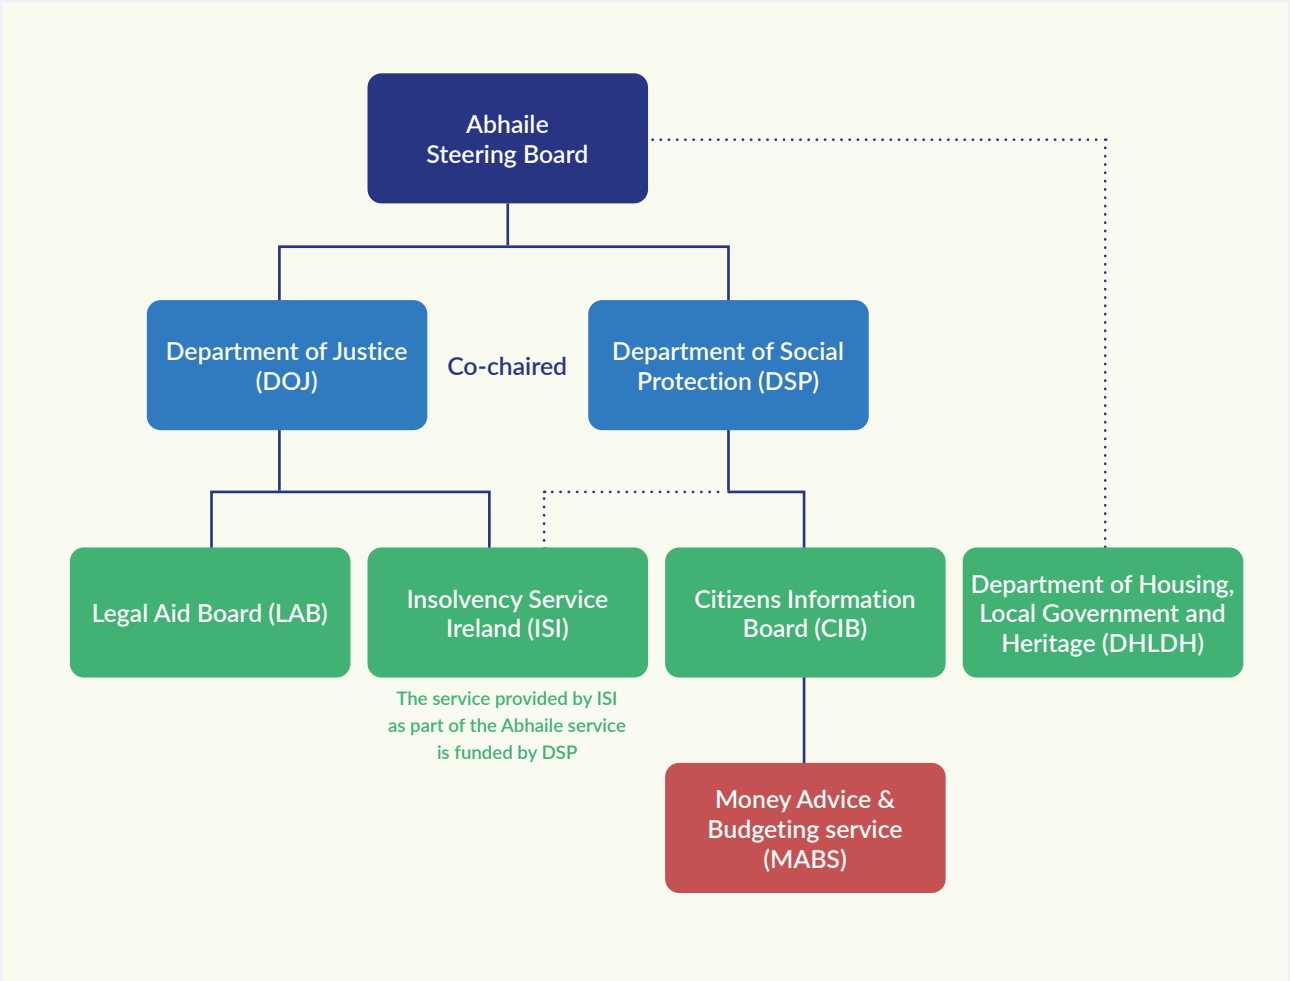 Abhaile
Steering Board
Department of Justice
(DOJ)
Co-chaired
Department of Social
Protection (DSP)
Legal Aid Board (LAB)
Insolvency Service
Ireland (ISI)
Citizens Information
Board (CIB)
Department of Housing,
Local Government and
Heritage (DHLDH)
The service provided by ISI
as part of the Abhaile service
is funded by DSP
Money Advice &
Budgeting service
(MABS)